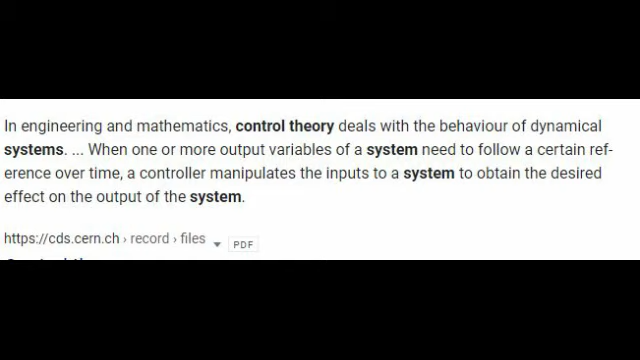 In engineering and mathematics, control theory deals with the behaviour of dynamical
systems. ... When one or more output variables of a system need to follow a certain ref-
erence over time, a controller manipulates the inputs to a system to obtain the desired
effect on the output of the system.
https://cds.cern.ch › record › files
PDF